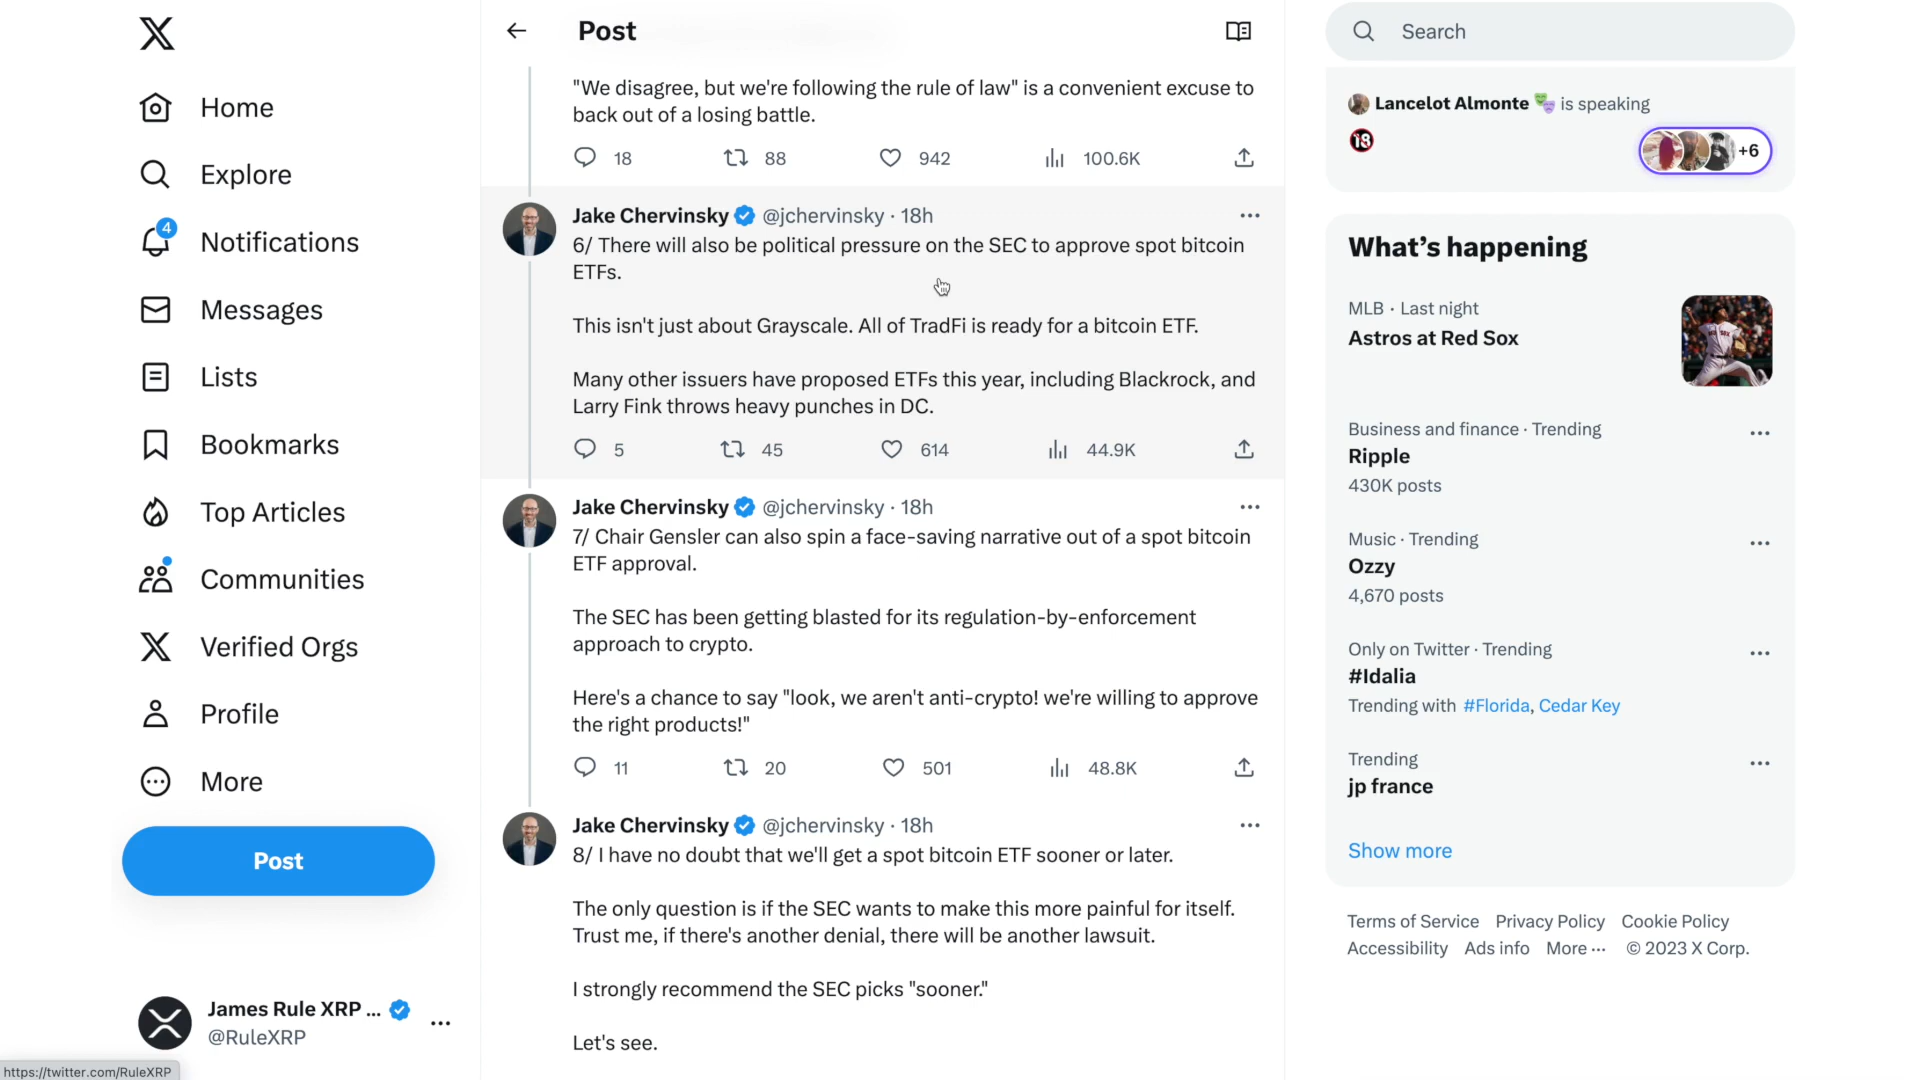 Home
Explore
4
Notifications
Messages
Lists
Bookmarks
Top Articles
Communities
Verified Orgs
Profile
More
Post
James Rule XRP ...
@RuleXRP
https://twitter.com/RuleXRP
Post
"We disagree, but we're following the rule of law" is a convenient excuse to
back out of a losing battle.
18 88 942 100.6K
Jake Chervinsky @jchervinsky · 18h
6/ There will also be political pressure on the SEC to approve spot bitcoin
ETFs.
This isn't just about Grayscale. All of TradFi is ready for a bitcoin ETF.
Many other issuers have proposed ETFs this year, including Blackrock, and
Larry Fink throws heavy punches in DC.
5 45 614 44.9K
Jake Chervinsky @jchervinsky · 18h
7/ Chair Gensler can also spin a face-saving narrative out of a spot bitcoin
ETF approval.
The SEC has been getting blasted for its regulation-by-enforcement
approach to crypto.
Here's a chance to say "look, we aren't anti-crypto! we're willing to approve
the right products!"
11 20 501 48.8K
Jake Chervinsky @jchervinsky · 18h
8/ I have no doubt that we'll get a spot bitcoin ETF sooner or later.
The only question is if the SEC wants to make this more painful for itself.
Trust me, if there's another denial, there will be another lawsuit.
I strongly recommend the SEC picks "sooner."
Let's see.
Search
Lancelot Almonte is speaking
18
+6
What's happening
MLB · Last night
Astros at Red Sox
Business and finance · Trending
Ripple
430K posts
Music · Trending
Ozzy
4,670 posts
Only on Twitter · Trending
#Idalia
Trending with #Florida, Cedar Key
Trending
jp france
Show more
Terms of Service Privacy Policy Cookie Policy
Accessibility Ads info More ··· © 2023 X Corp.